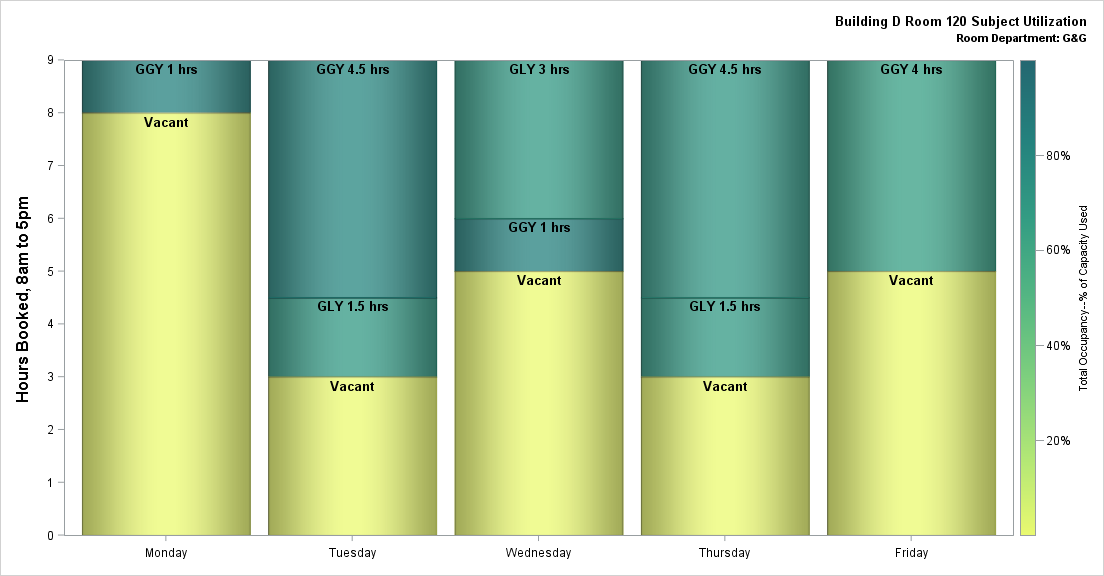 Building D Room 120 Subject Utilization
Room Department: G&G
Hours Booked, 8am to 5pm
9
8
7
6
5
4
3
2
1
0
GGY 1 hrs
Vacant
GGY 4.5 hrs
GLY 1.5 hrs
Vacant
GLY 3 hrs
GGY 1 hrs
Vacant
GGY 4.5 hrs
GLY 1.5 hrs
Vacant
GGY 4 hrs
Vacant
Monday
Tuesday
Wednesday
Thursday
Friday
80%
60%
40%
20%
Total Occupancy--% of Capacity Used